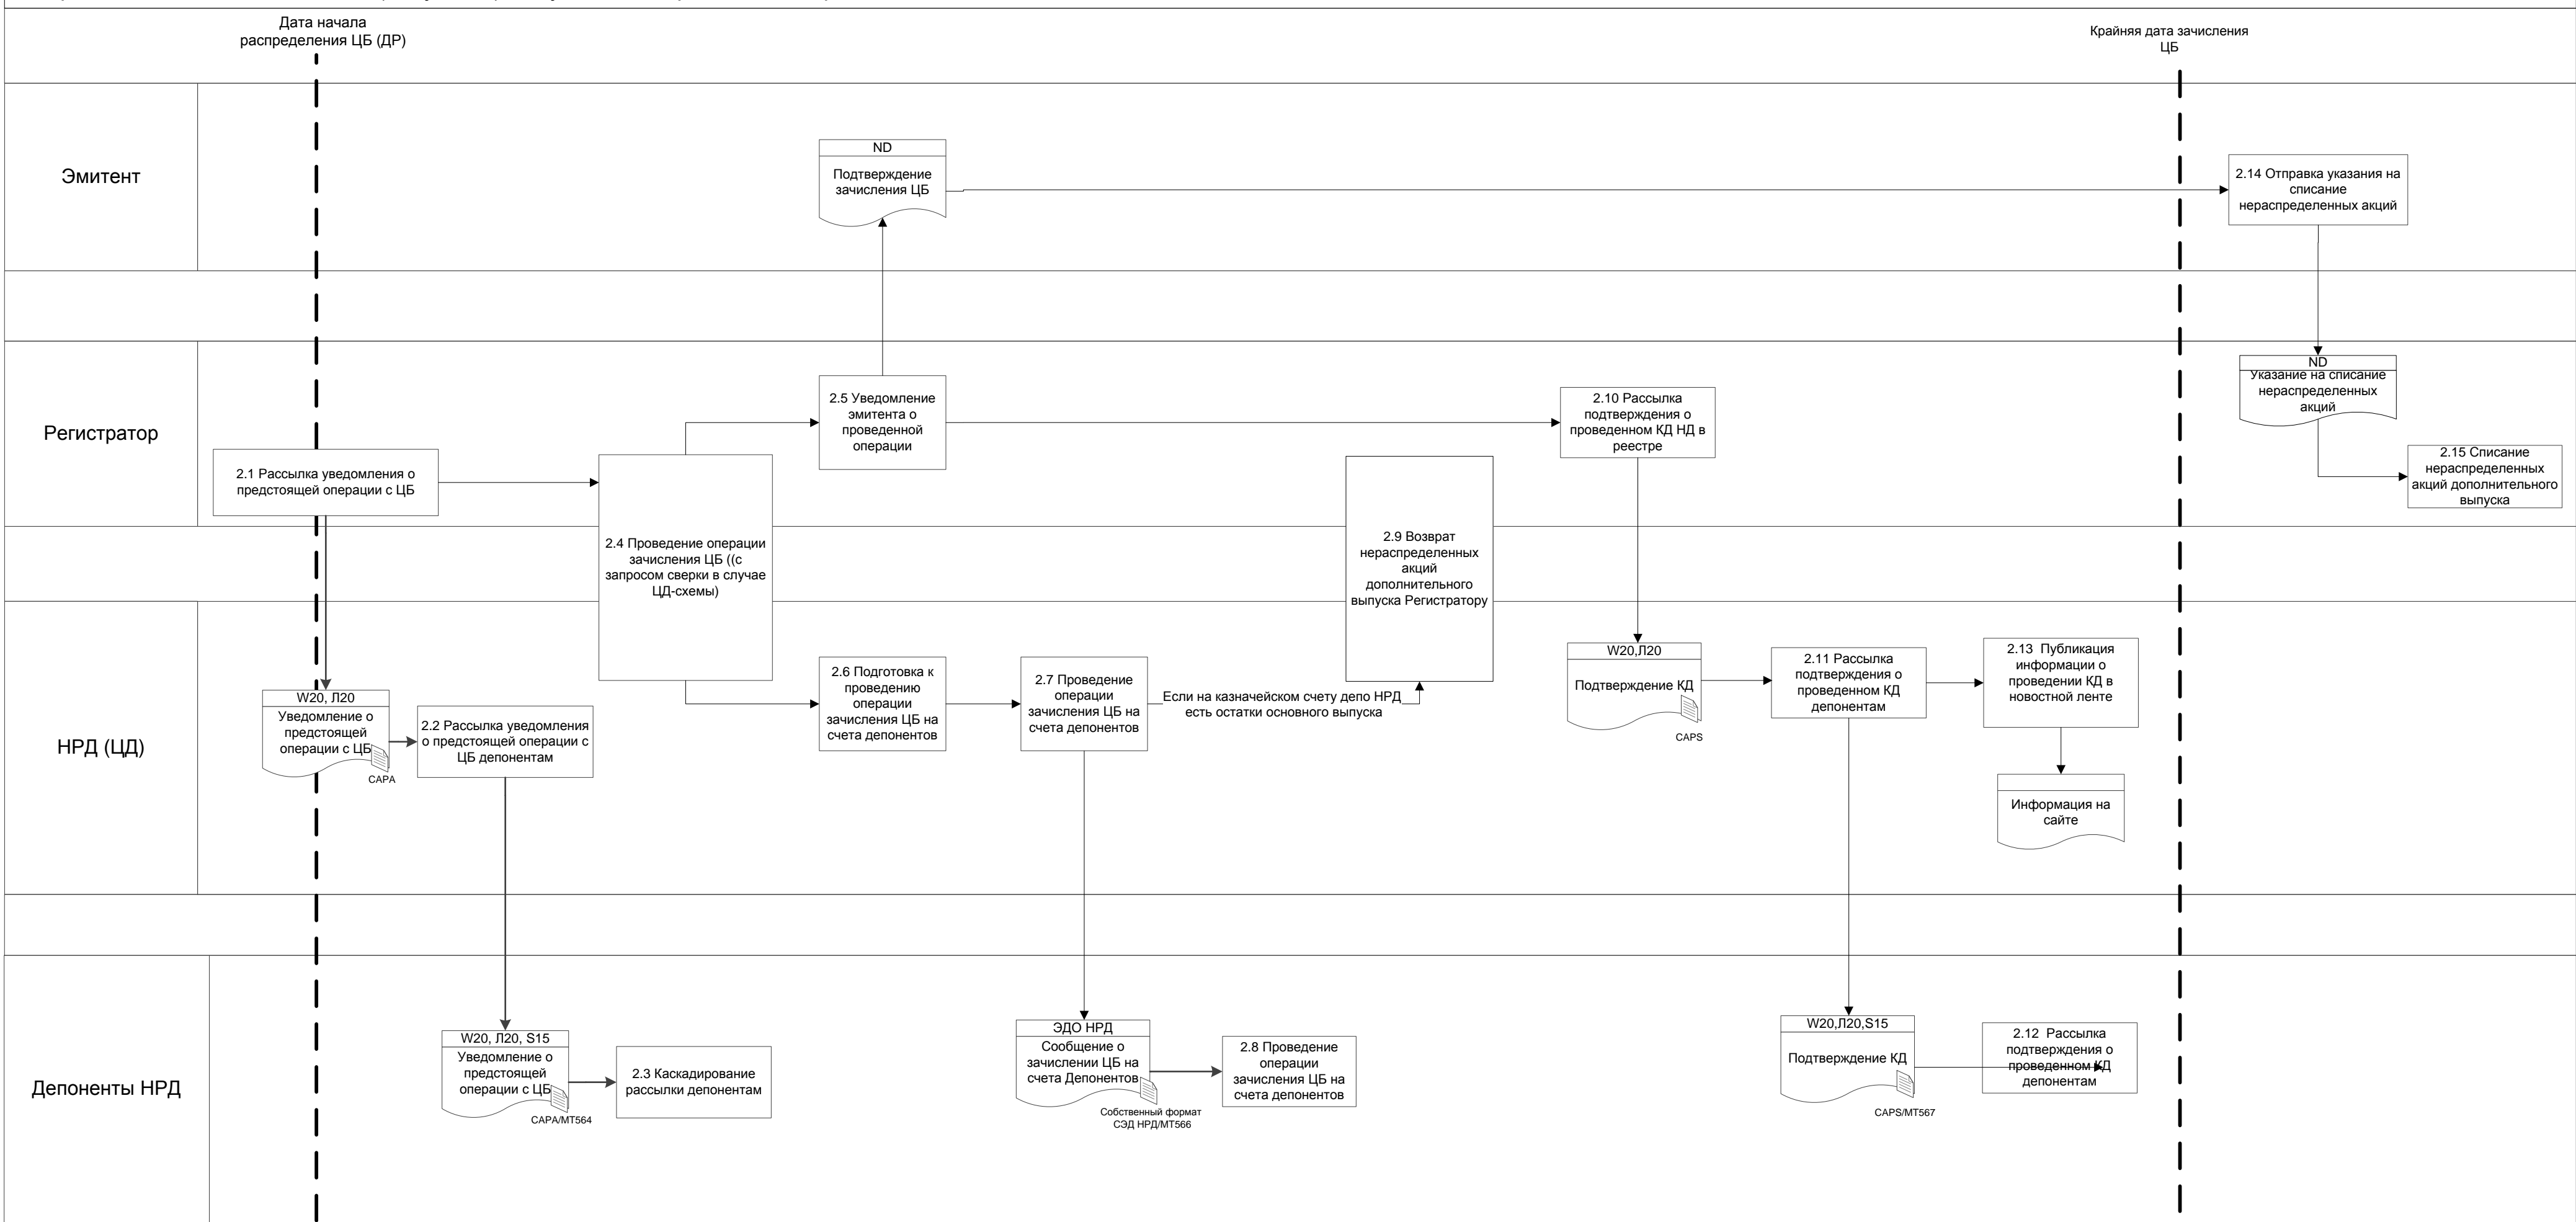 Дата начала
распределения ЦБ (ДР)
Крайняя дата зачисления
ЦБ
Эмитент
ND
Подтверждение
зачисления ЦБ
2.14 Отправка указания на
списание
нераспределенных акций
Регистратор
2.1 Рассылка уведомления о
предстоящей операции с ЦБ
2.4 Проведение операции
зачисления ЦБ ((с
запросом сверки в случае
ЦД-схемы)
2.5 Уведомление
эмитента о
проведенной
операции
2.9 Возврат
нераспределенных
акций
дополнительного
выпуска Регистратору
2.10 Рассылка
подтверждения о
проведенном КД НД в
реестре
ND
Указание на списание
нераспределенных
акций
2.15 Списание
нераспределенных
акций дополнительного
выпуска
НРД (ЦД)
W20, Л20
Уведомление о
предстоящей
операции с ЦБ
CAPA
2.2 Рассылка уведомления
о предстоящей операции с
ЦБ депонентам
2.6 Подготовка к
проведению
операции
зачисления ЦБ на
счета депонентов
2.7 Проведение
операции
зачисления ЦБ на
счета депонентов
Если на казначейском счету депо НРД
есть остатки основного выпуска
W20,Л20
Подтверждение КД
CAPS
2.11 Рассылка
подтверждения о
проведенном КД
депонентам
2.13 Публикация
информации о
проведении КД в
новостной ленте
Информация на
сайте
Депоненты НРД
W20, Л20, S15
Уведомление о
предстоящей
операции с ЦБ
CAPA/MT564
2.3 Каскадирование
рассылки депонентам
ЭДО НРД
Сообщение о
зачислении ЦБ на
счета Депонентов
Собственный формат
СЭД НРД/MT566
2.8 Проведение
операции
зачисления ЦБ на
счета депонентов
W20,Л20,S15
Подтверждение КД
CAPS/MT567
2.12 Рассылка
подтверждения о
проведенном КД
депонентам